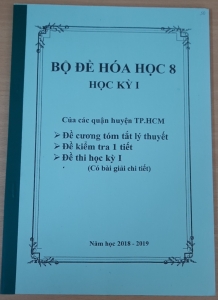 BỘ ĐỀ HÓA HỌC 8
HỌC KỲ I
Của các quận huyện TP.HCM
➢ Đề cương tóm tắt lý thuyết
➢ Đề kiểm tra 1 tiết
➢ Đề thi học kỳ I
(Có bài giải chi tiết)
Năm học 2018 - 2019